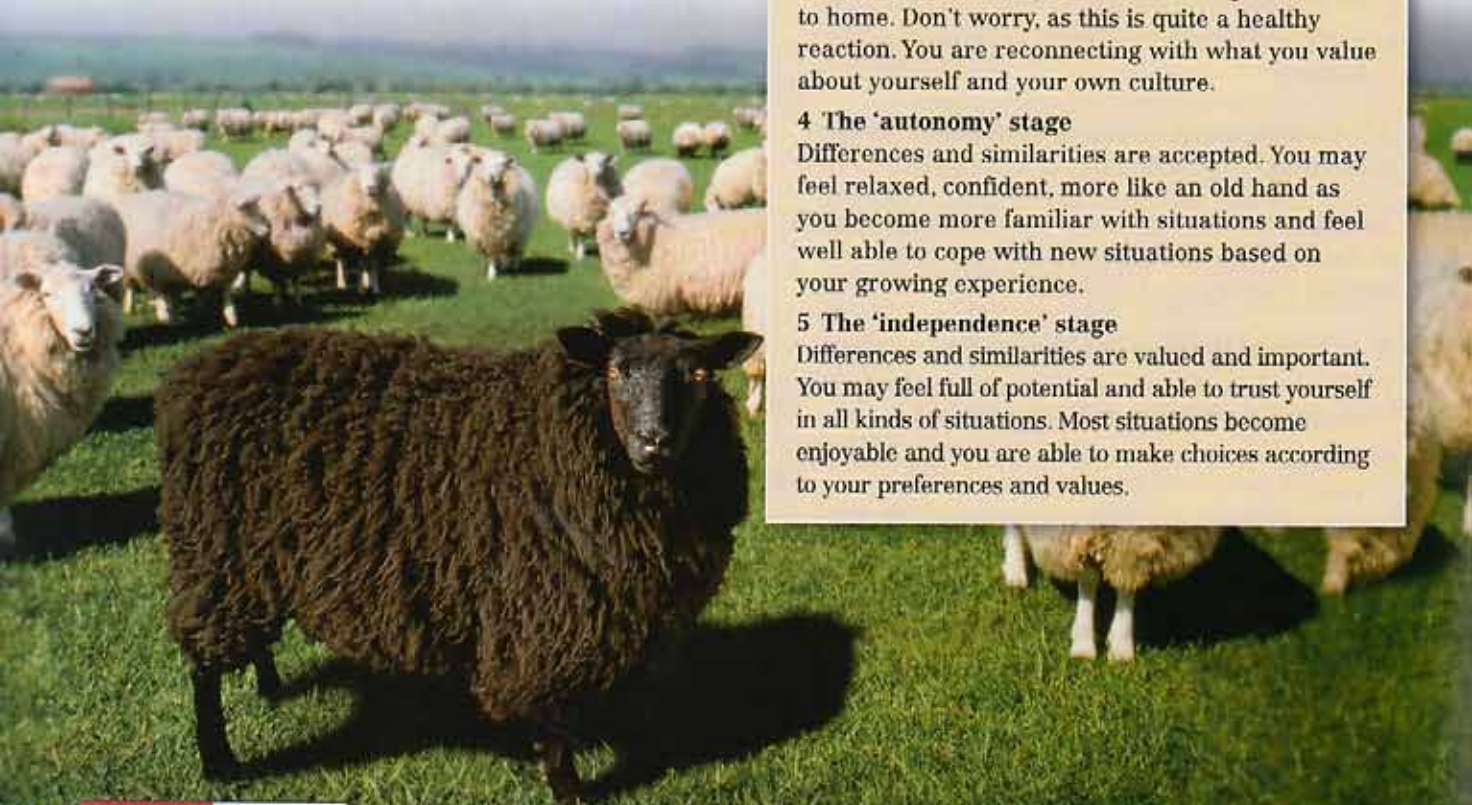 to home. Don't worry, as this is quite a healthy
reaction. You are reconnecting with what you value
about yourself and your own culture.
4 The 'autonomy' stage
Differences and similarities are accepted. You may
feel relaxed, confident, more like an old hand as
you become more familiar with situations and feel
well able to cope with new situations based on
your growing experience.
5 The 'independence' stage
Differences and similarities are valued and important.
You may feel full of potential and able to trust yourself
in all kinds of situations. Most situations become
enjoyable and you are able to make choices according
to your preferences and values.